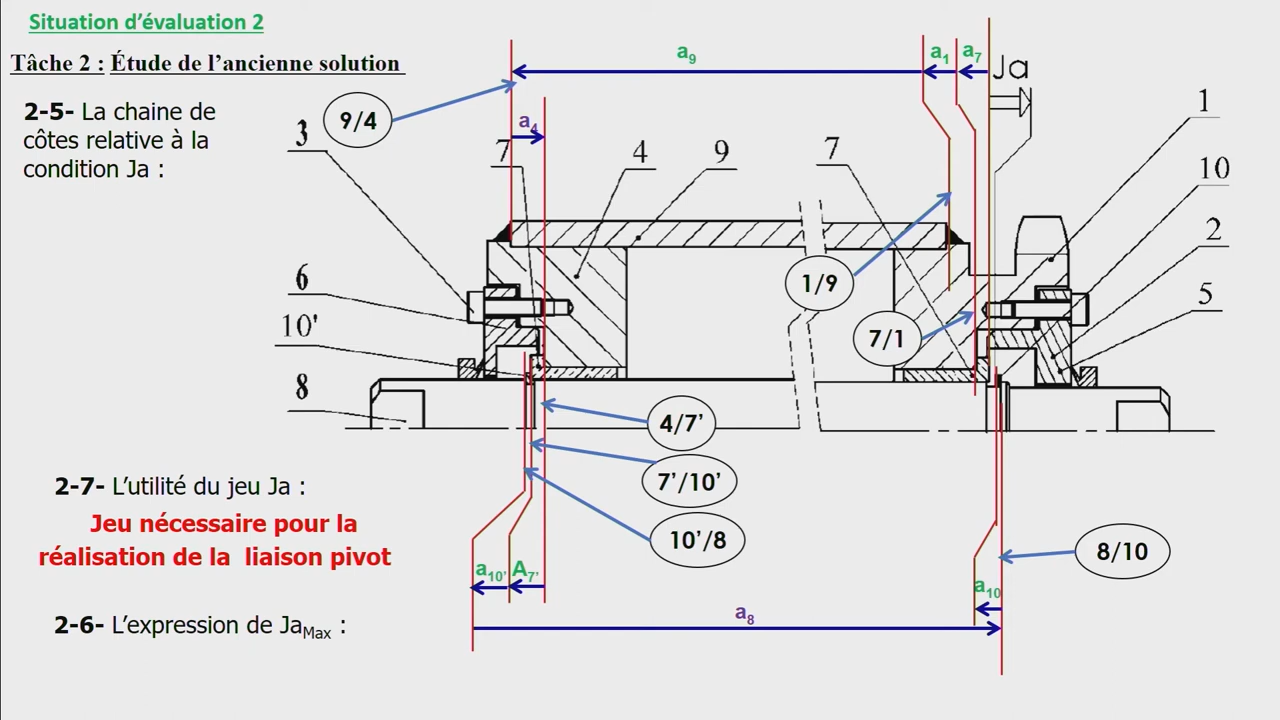 Situation d’évaluation 2
Tâche 2 : Étude de l’ancienne solution
2-5- La chaine de
côtes relative à la
condition Ja :
a9
a1
a7
Ja
9/4
a4
3
7
4
9
7
1
10
2
5
6
10'
8
1/9
7/1
4/7’
7’/10’
10’/8
8/10
2-7- L’utilité du jeu Ja :
Jeu nécessaire pour la
réalisation de la liaison pivot
a10’
A7’
a10
a8
2-6- L’expression de JaMax :